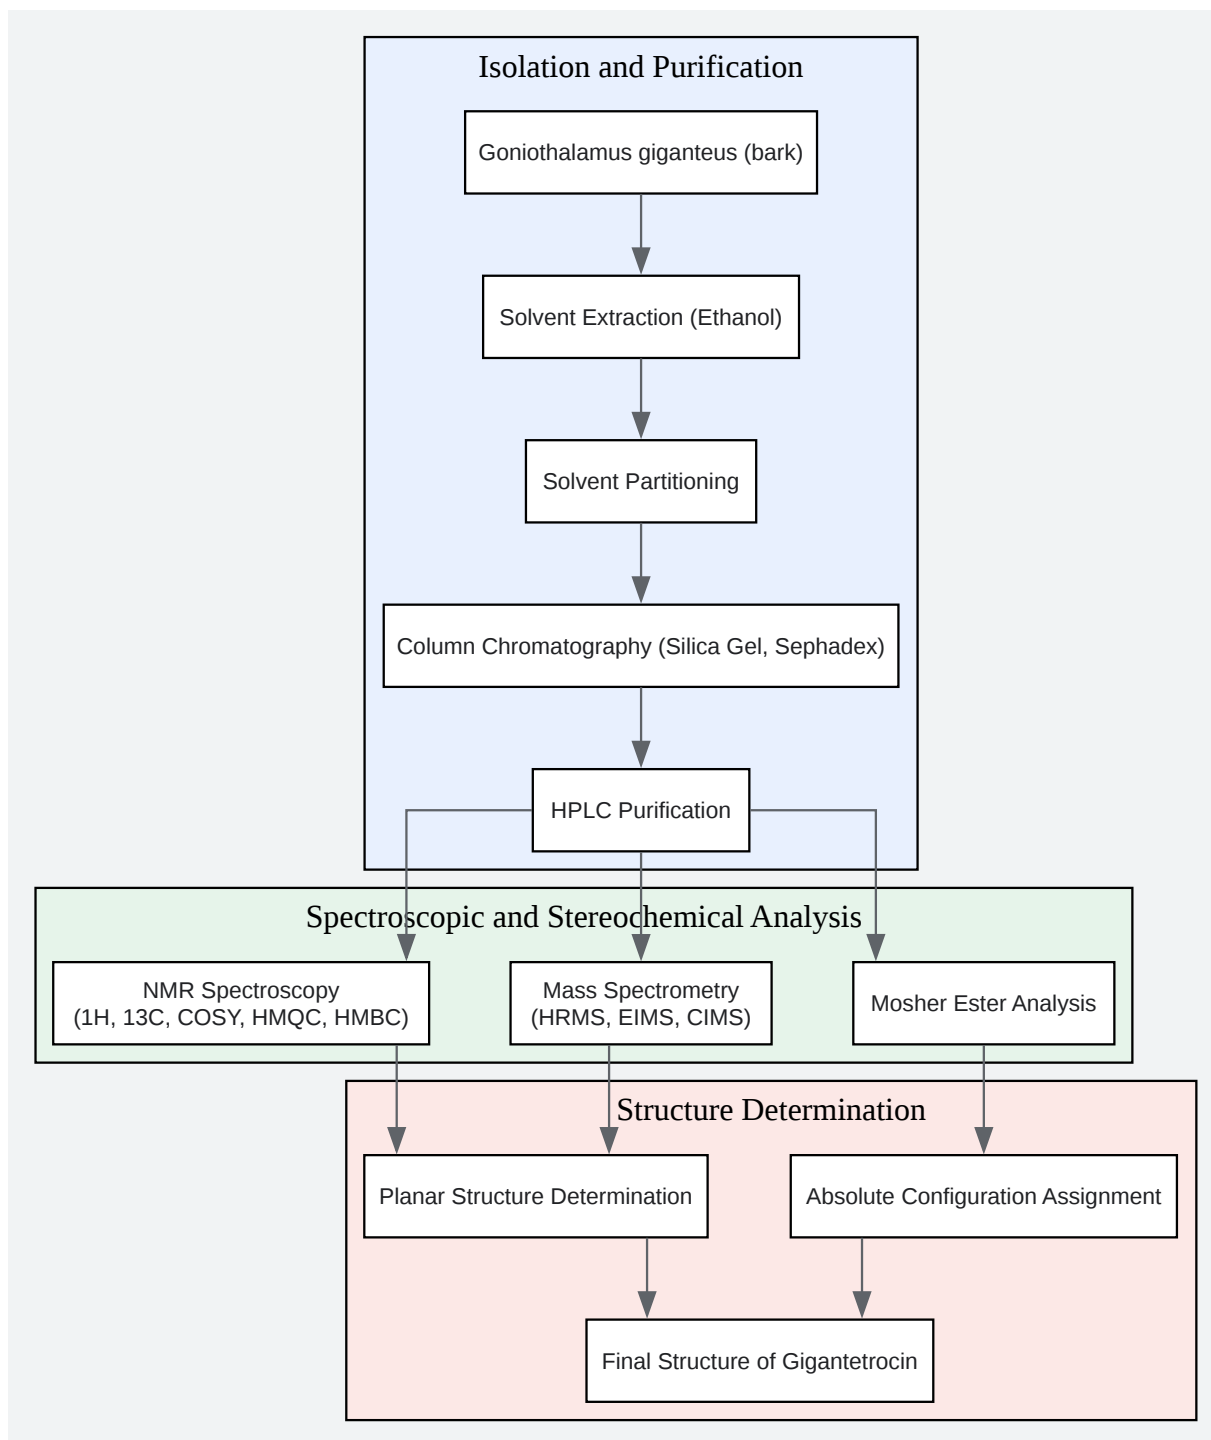 Isolation and Purification
Goniothalamus giganteus (bark)
Solvent Extraction (Ethanol)
Solvent Partitioning
Column Chromatography (Silica Gel, Sephadex)
HPLC Purification
Spectroscopic and Stereochemical Analysis
NMR Spectroscopy
(1H, 13C, COSY, HMQC, HMBC)
Mass Spectrometry
(HRMS, EIMS, CIMS)
Mosher Ester Analysis
Structure Determination
Planar Structure Determination
Absolute Configuration Assignment
Final Structure of Gigantetrocin